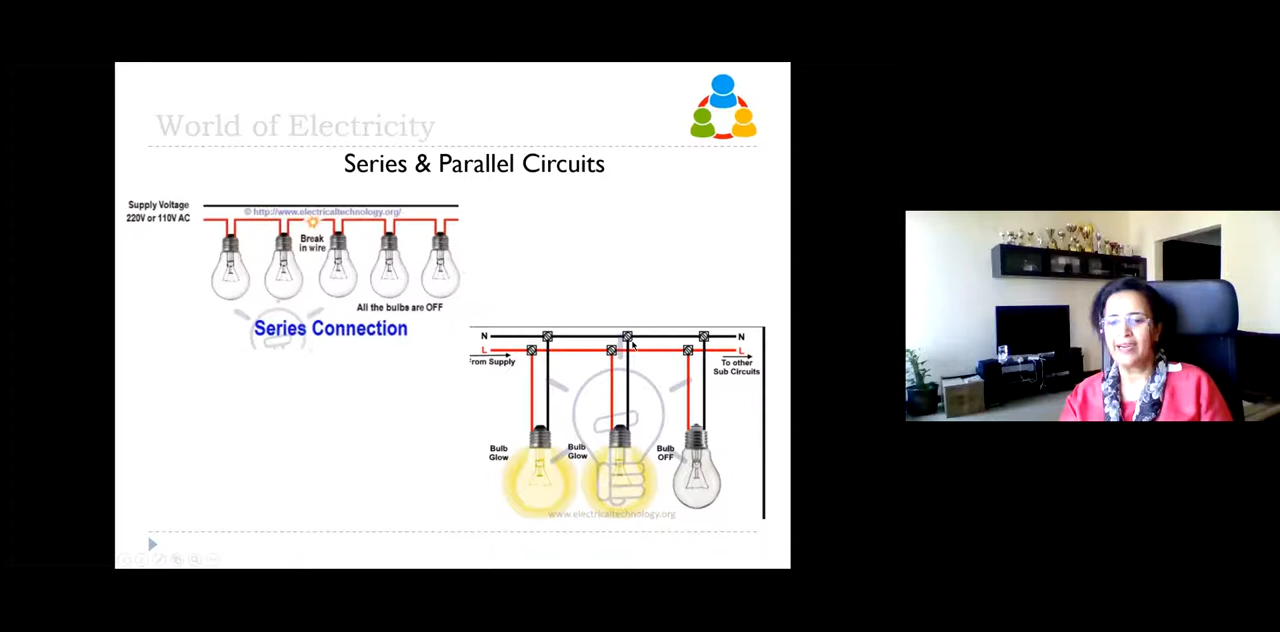 World of Electricity
Series & Parallel Circuits
Supply Voltage
220V or 110V AC
© http://www.electricaltechnology.org/
Break
in wire
All the bulbs are OFF
Series Connection
N
N
L
L
From Supply
To other
Sub Circuits
Bulb
Glow
Bulb
Glow
Bulb
OFF
www.electricaltechnology.org